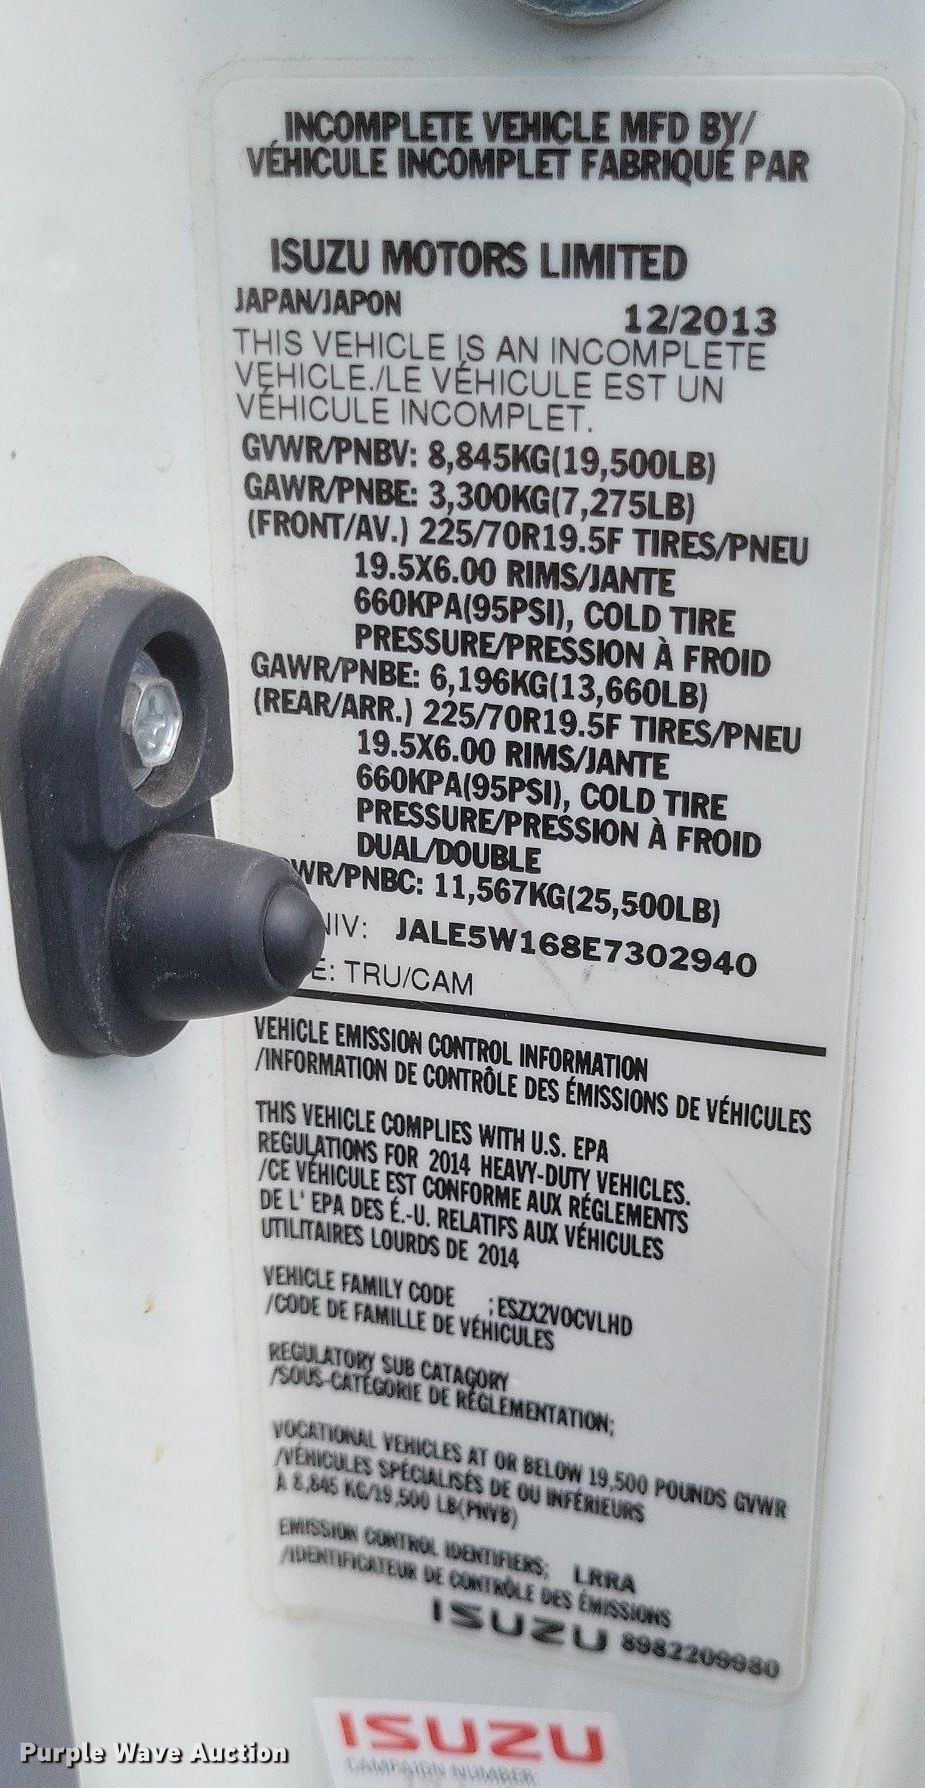 INCOMPLETE VEHICLE MFD BY/
VÉHICULE INCOMPLET FABRIQUÉ PAR
ISUZU MOTORS LIMITED
JAPAN/JAPON 12/2013
THIS VEHICLE IS AN INCOMPLETE
VEHICLE./LE VÉHICULE EST UN
VÉHICULE INCOMPLET.
GVWR/PNBV: 8,845KG(19,500LB)
GAWR/PNBE: 3,300KG(7,275LB)
(FRONT/AV.) 225/70R19.5F TIRES/PNEU
19.5X6.00 RIMS/JANTE
660KPA(95PSI), COLD TIRE
PRESSURE/PRESSION À FROID
GAWR/PNBE: 6,196KG(13,660LB)
(REAR/ARR.) 225/70R19.5F TIRES/PNEU
19.5X6.00 RIMS/JANTE
660KPA(95PSI), COLD TIRE
PRESSURE/PRESSION À FROID
DUAL/DOUBLE
WR/PNBC: 11,567KG(25,500LB)
NIV: JALE5W168E7302940
E: TRU/CAM
VEHICLE EMISSION CONTROL INFORMATION
/INFORMATION DE CONTRÔLE DES ÉMISSIONS DE VÉHICULES
THIS VEHICLE COMPLIES WITH U.S. EPA
REGULATIONS FOR 2014 HEAVY-DUTY VEHICLES.
/CE VÉHICULE EST CONFORME AUX RÉGLEMENTS
DE L' EPA DES É.-U. RELATIFS AUX VÉHICULES
UTILITAIRES LOURDS DE 2014
VEHICLE FAMILY CODE ;ESZX2VOCVLHD
/CODE DE FAMILLE DE VÉHICULES
REGULATORY SUB CATAGORY
/SOUS-CATÉGORIE DE RÉGLEMENTATION;
VOCATIONAL VEHICLES AT OR BELOW 19,500 POUNDS GVWR
/VÉHICULES SPÉCIALISÉS DE OU INFÉRIEURS
À 8,845 KG/19,500 LB(PNVB)
EMISSION CONTROL IDENTIFIERS; LRRA
/IDENTIFICATEUR DE CONTRÔLE DES ÉMISSIONS
ISUZU 8982209980
ISUZU
CAMPAIGN NUMBER
Purple Wave Auction